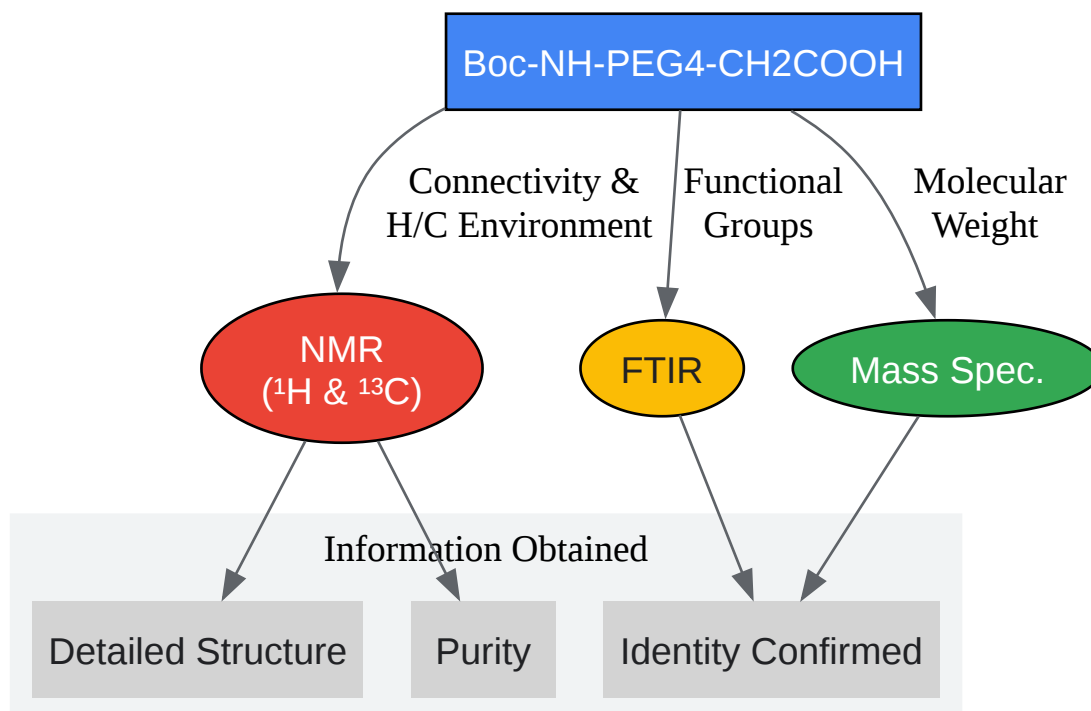 Boc-NH-PEG4-CH2COOH
Connectivity &
H/C Environment
Functional
Groups
Molecular
Weight
NMR
(¹H & ¹³C)
FTIR
Mass Spec.
Information Obtained
Detailed Structure
Purity
Identity Confirmed